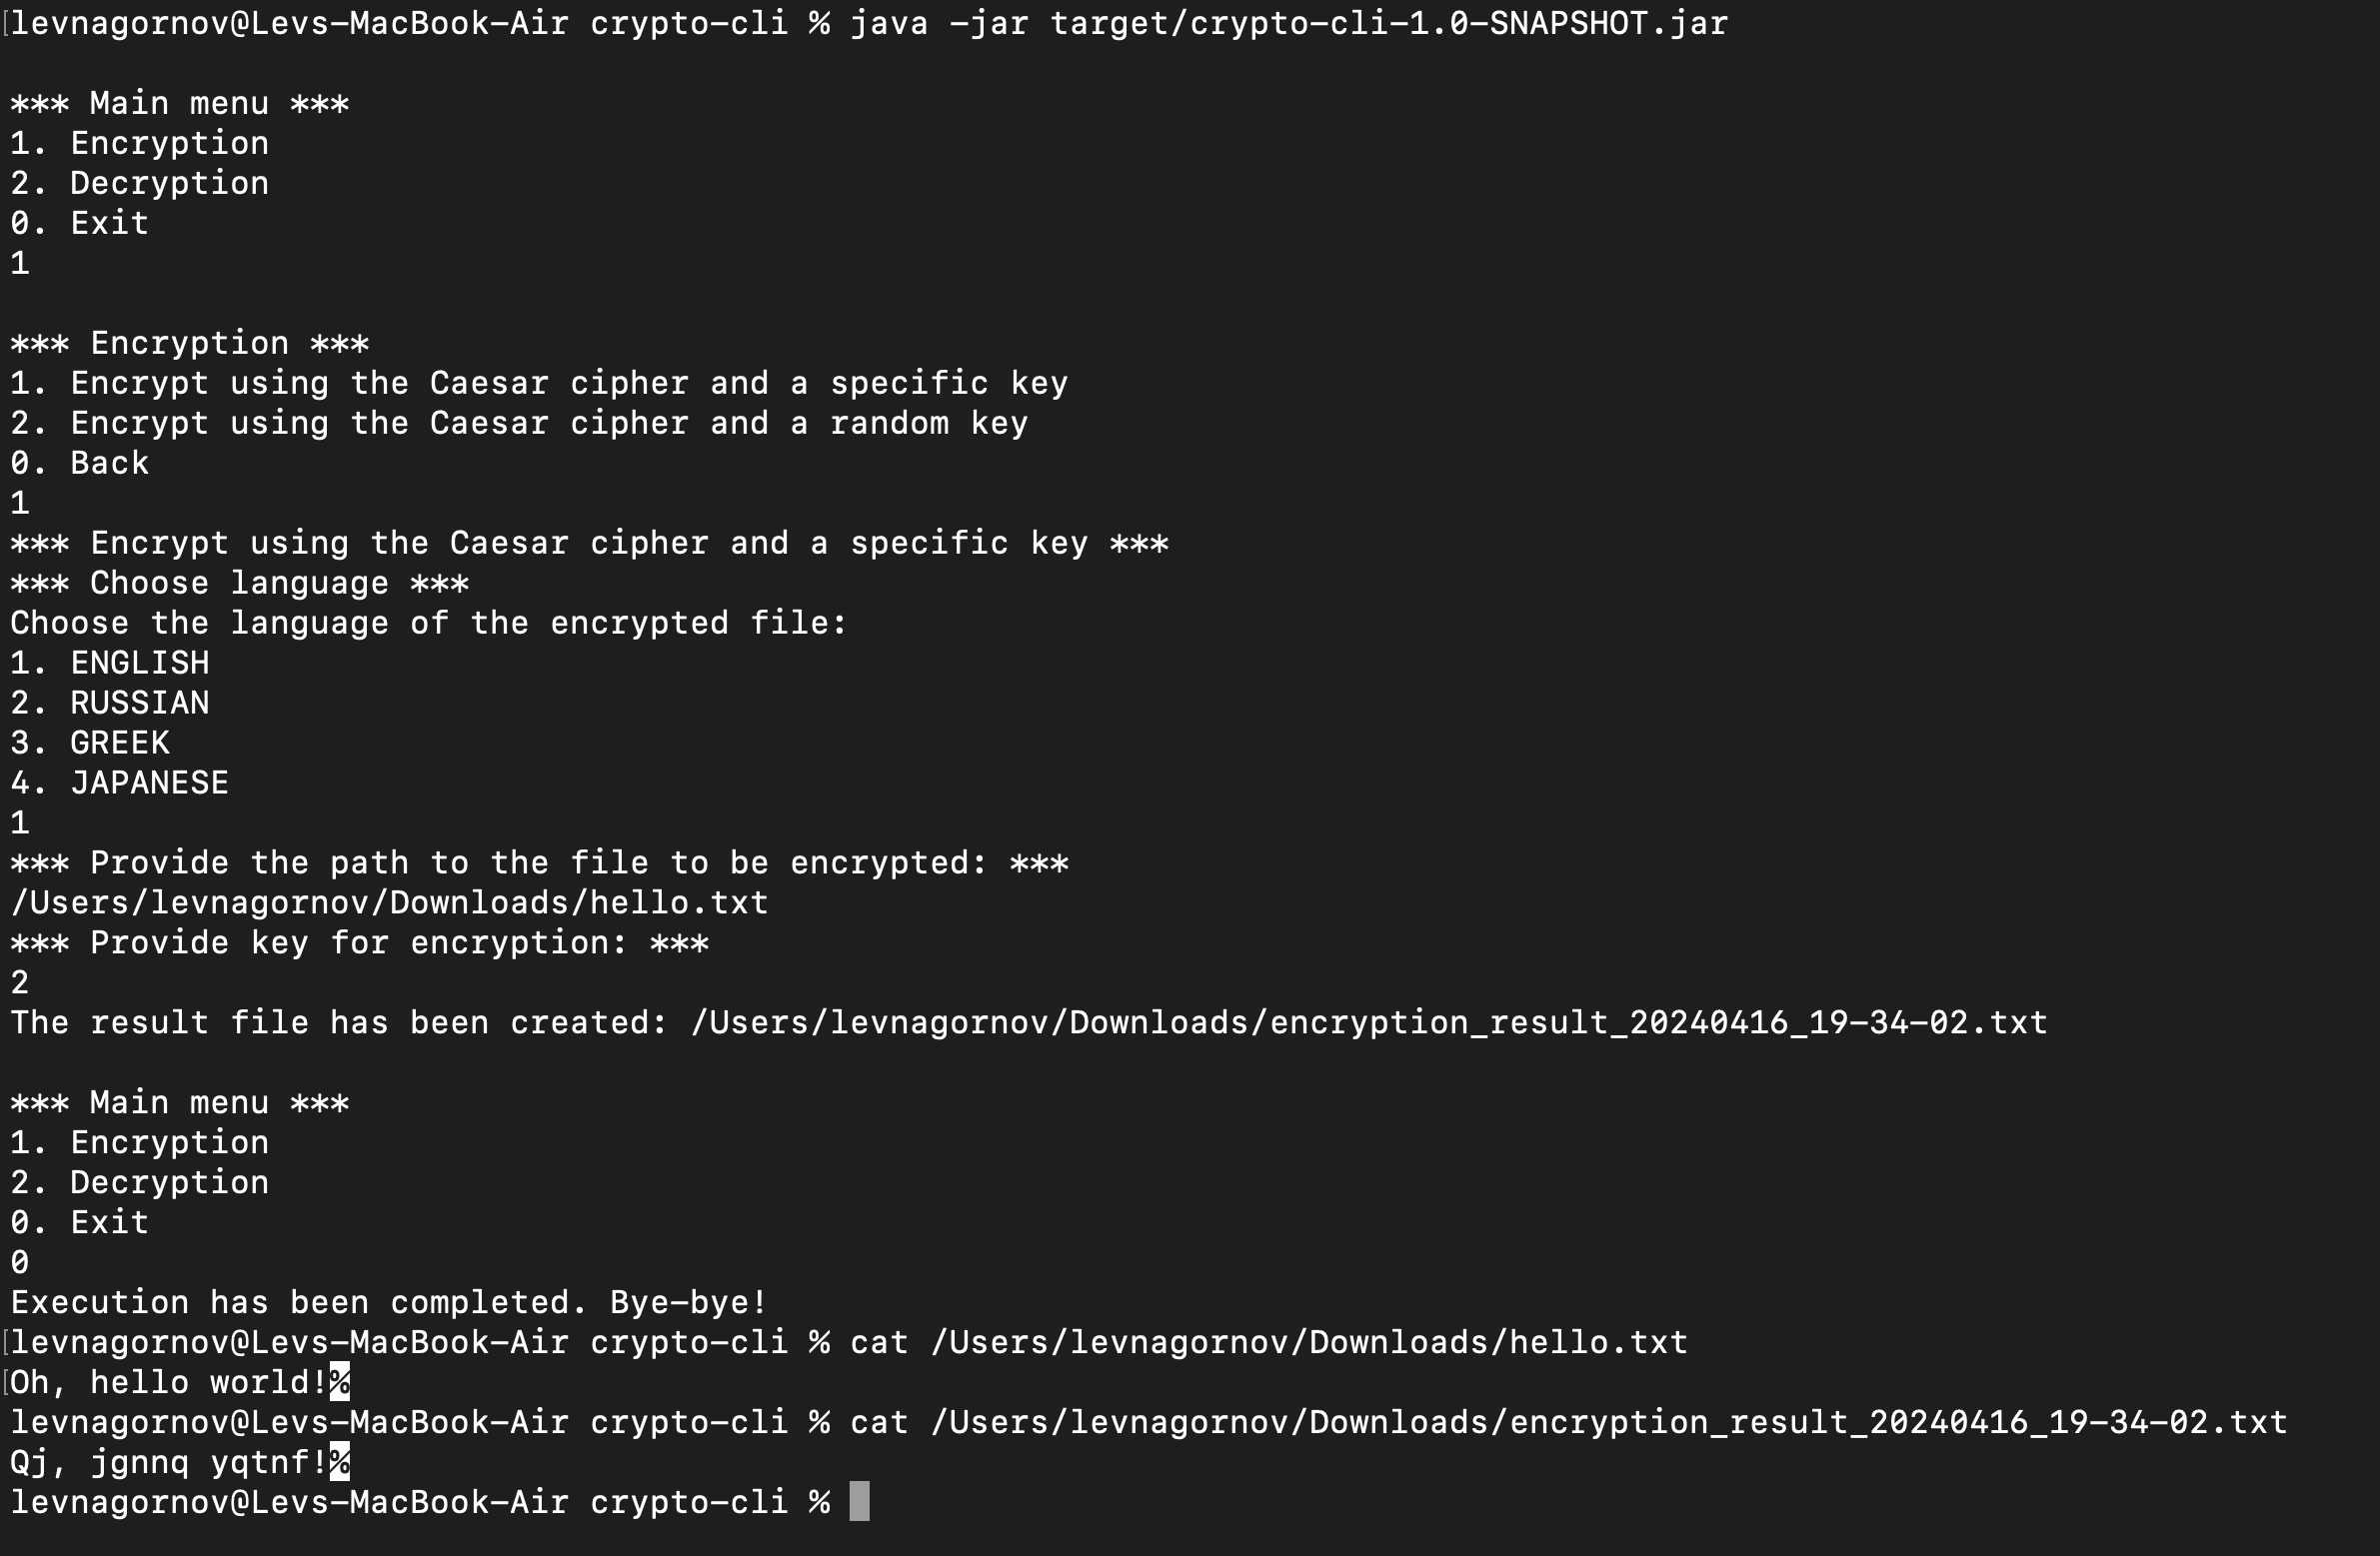 levnagornov@Levs-MacBook-Air crypto-cli % java -jar target/crypto-cli-1.0-SNAPSHOT.jar
*** Main menu ***
1. Encryption
2. Decryption
0. Exit
1
*** Encryption ***
1. Encrypt using the Caesar cipher and a specific key
2. Encrypt using the Caesar cipher and a random key
0. Back
1
*** Encrypt using the Caesar cipher and a specific key ***
*** Choose language ***
Choose the language of the encrypted file:
1. ENGLISH
2. RUSSIAN
3. GREEK
4. JAPANESE
1
*** Provide the path to the file to be encrypted: ***
/Users/levnagornov/Downloads/hello.txt
*** Provide key for encryption: ***
2
The result file has been created: /Users/levnagornov/Downloads/encryption_result_20240416_19-34-02.txt
*** Main menu ***
1. Encryption
2. Decryption
0. Exit
0
Execution has been completed. Bye-bye!
levnagornov@Levs-MacBook-Air crypto-cli % cat /Users/levnagornov/Downloads/hello.txt
Oh, hello world!%
levnagornov@Levs-MacBook-Air crypto-cli % cat /Users/levnagornov/Downloads/encryption_result_20240416_19-34-02.txt
Qj, jgnnq yqtnf!%
levnagornov@Levs-MacBook-Air crypto-cli %